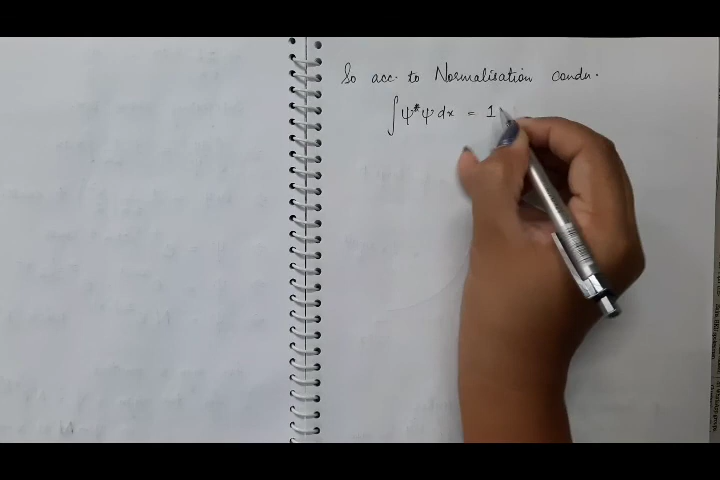 So acc. to Normalisation condn.
∫ψ*ψ dx = 1